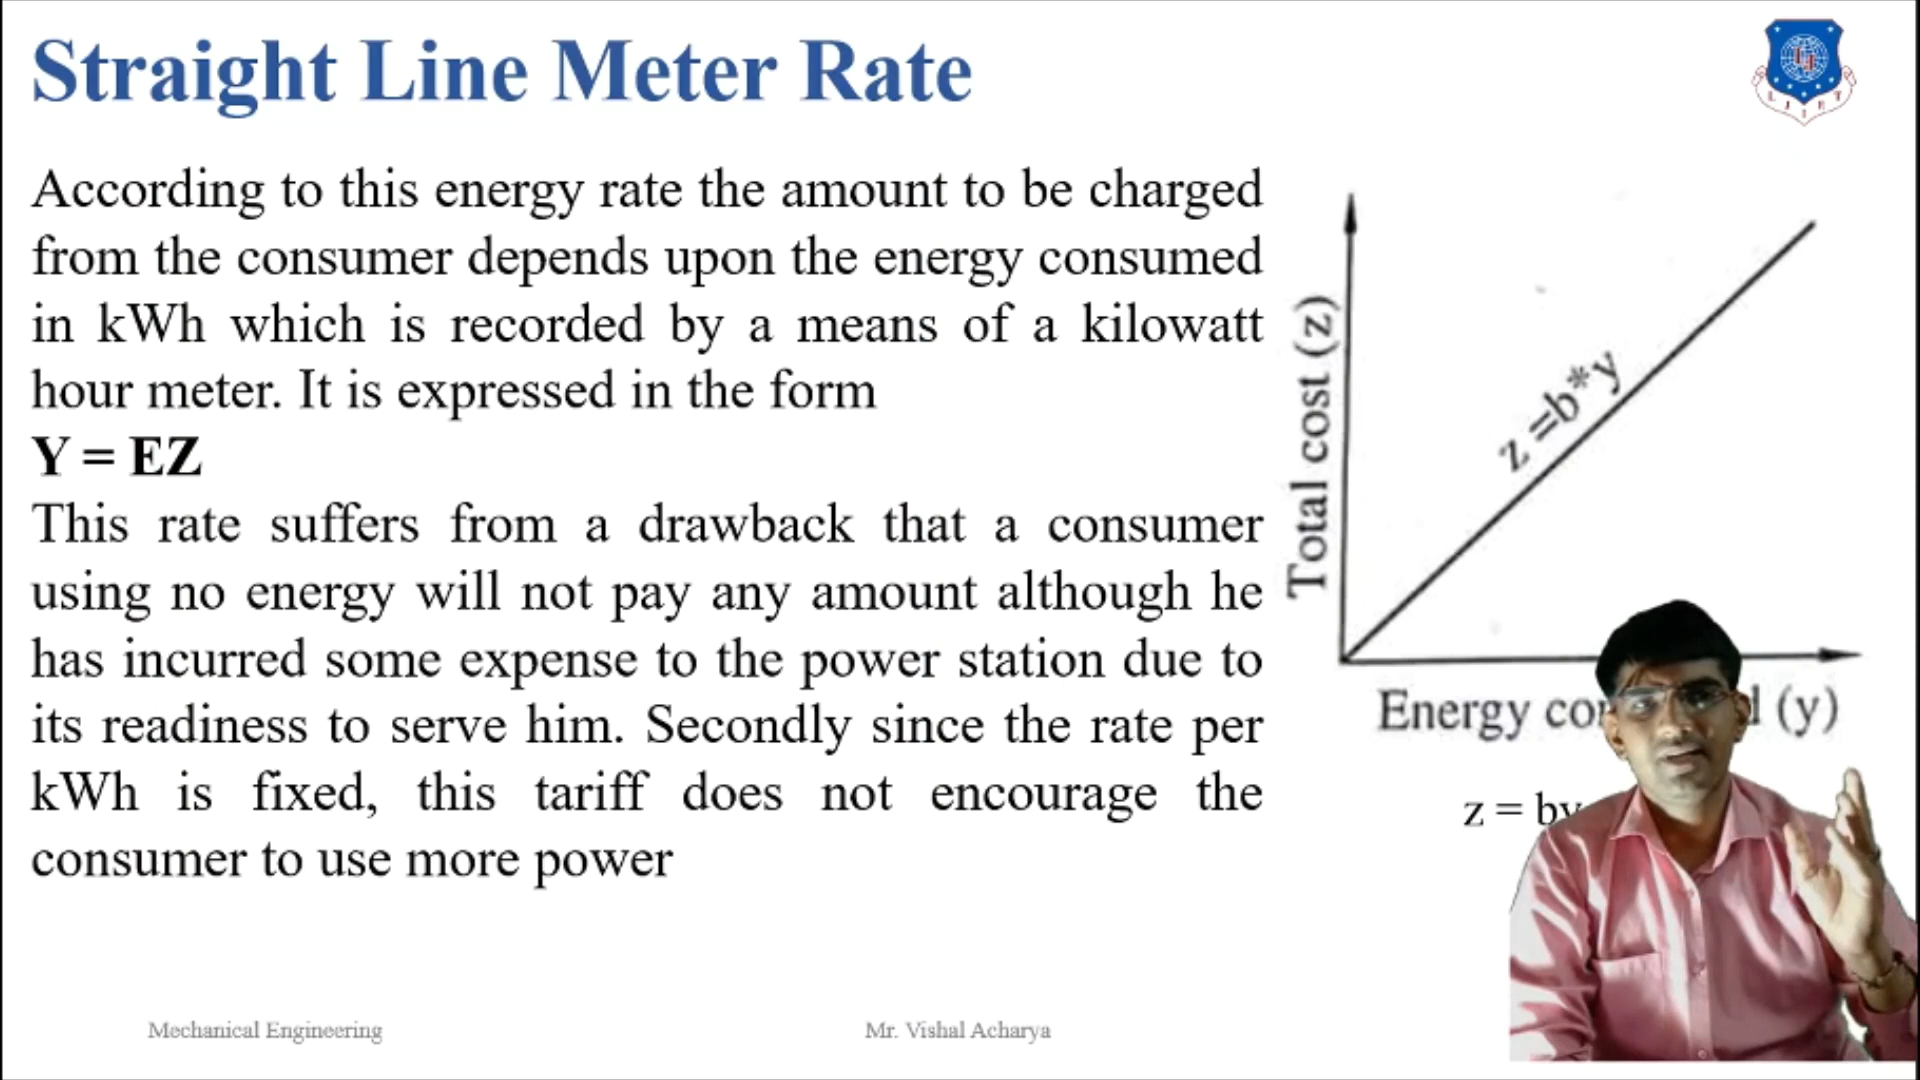 Straight Line Meter Rate
According to this energy rate the amount to be charged
from the consumer depends upon the energy consumed
in kWh which is recorded by a means of a kilowatt
hour meter. It is expressed in the form
Y = EZ
This rate suffers from a drawback that a consumer
using no energy will not pay any amount although he
has incurred some expense to the power station due to
its readiness to serve him. Secondly since the rate per
kWh is fixed, this tariff does not encourage the
consumer to use more power
Total cost (z)
z =b*y
Energy (y)
z = by
L J I E T
Mechanical Engineering
Mr. Vishal Acharya